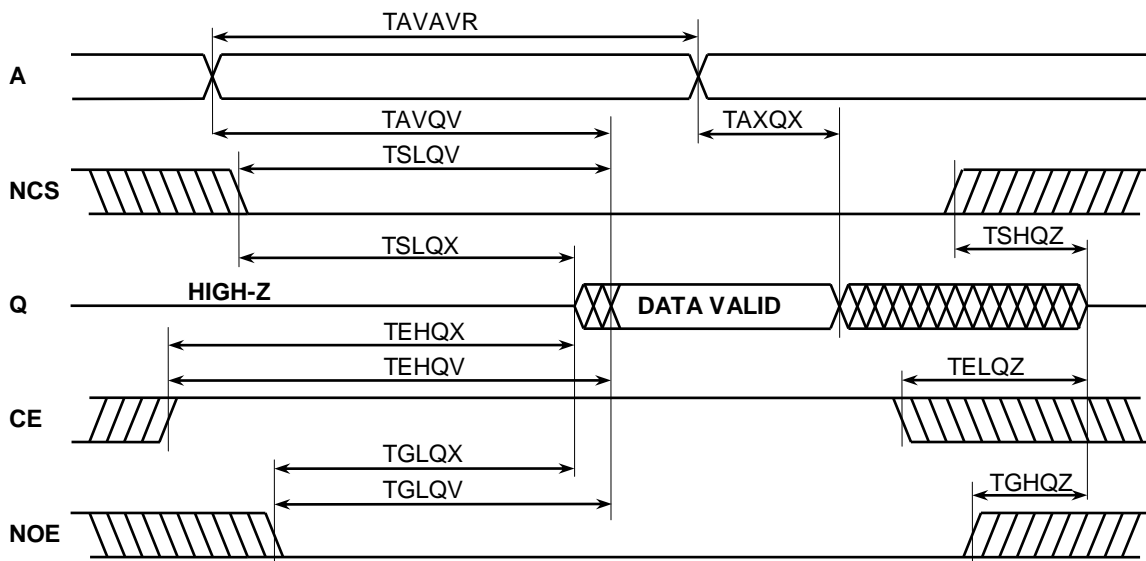 TAVAVR
A
TAVQV
TAXQX
TSLQV
NCS
TSLQX
TSHQZ
HIGH-Z
Q
DATA VALID
TEHQX
TEHQV
TELQZ
CE
TGLQX
TGLQV
TGHQZ
NOE